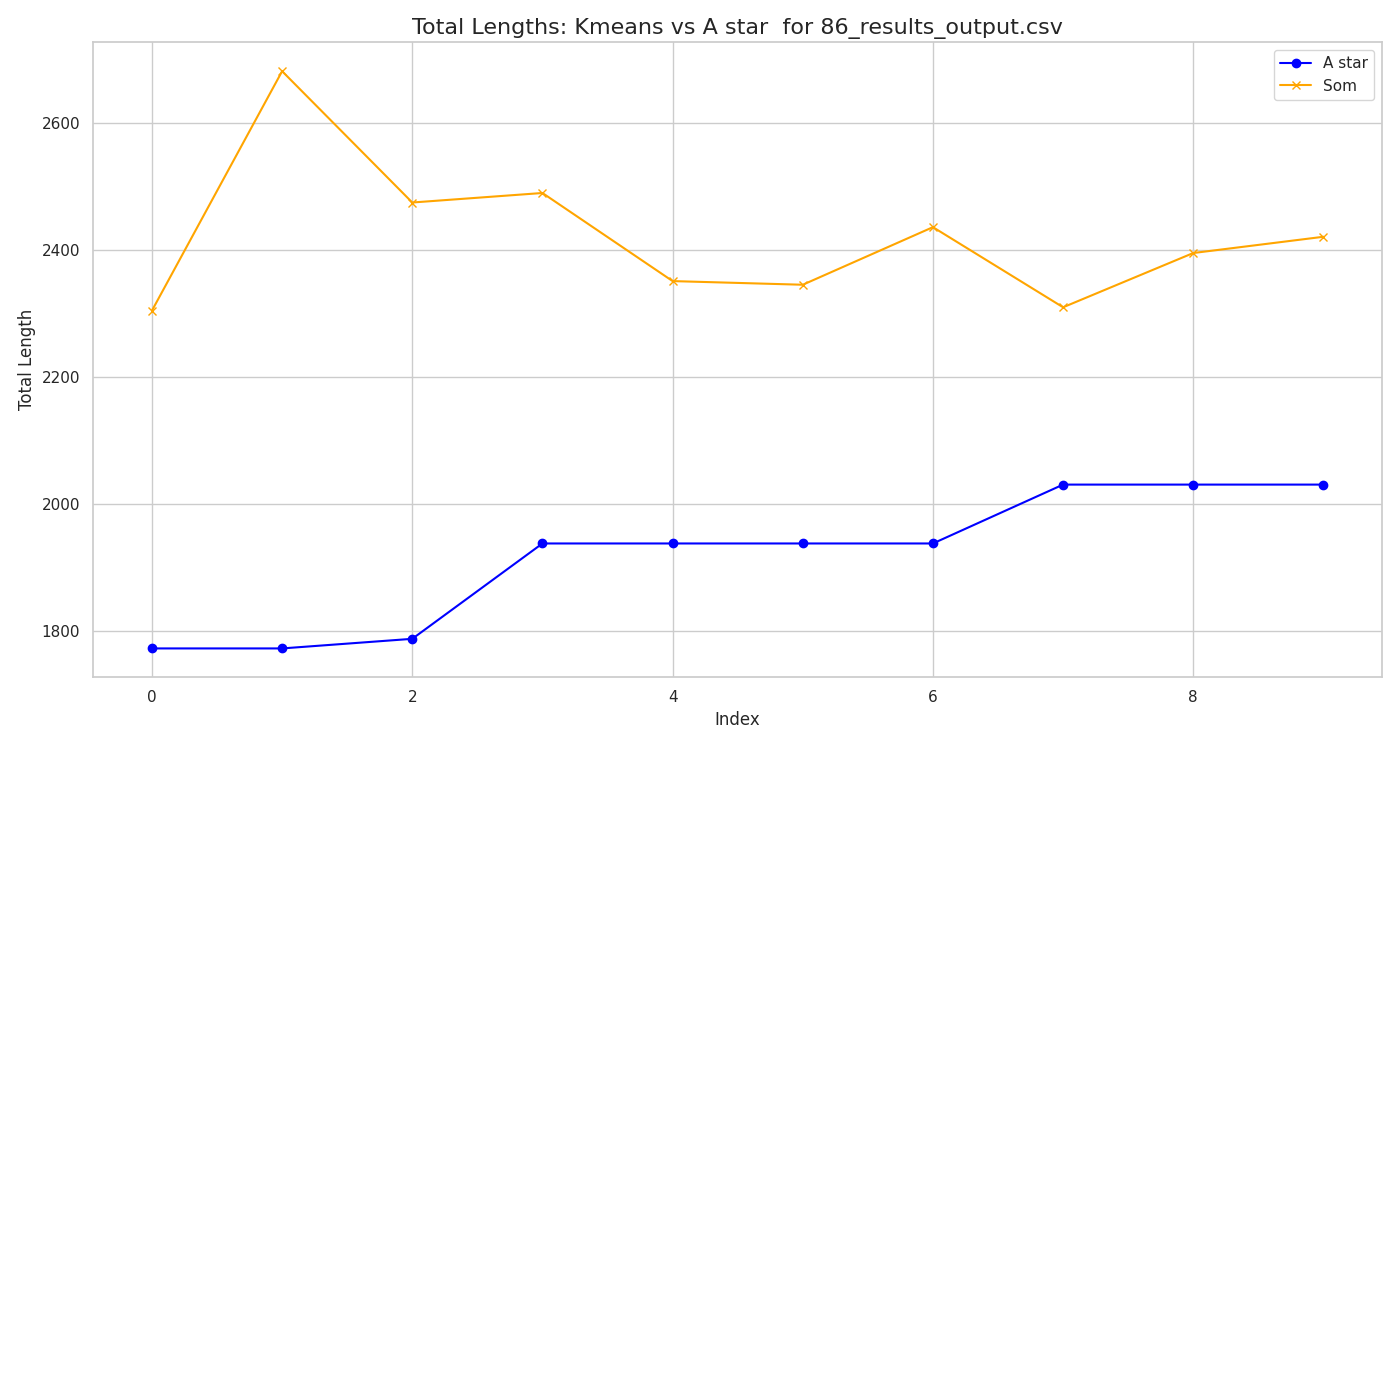 Total Lengths: Kmeans vs A star  for 86_results_output.csv
A star
Som
2600
2400
2200
2000
1800
Total Length
0 2 4 6 8
Index